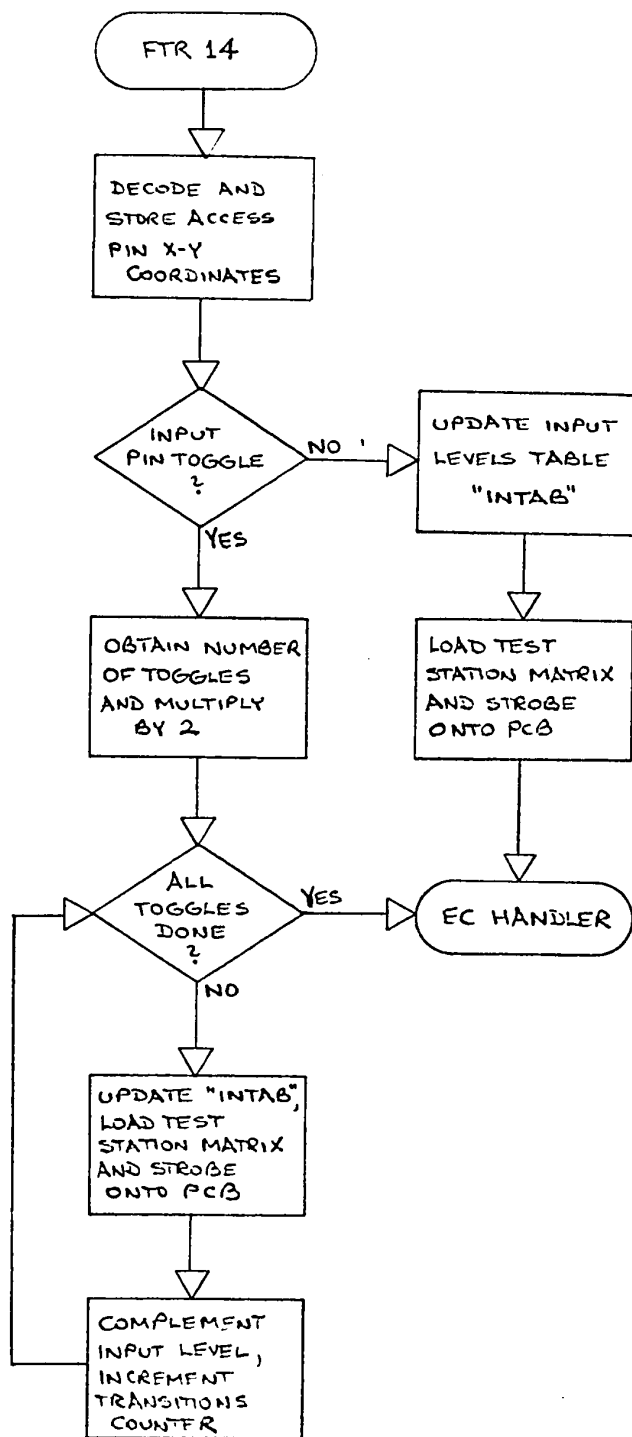 FTR 14
DECODE AND
STORE ACCESS
PIN X-Y
COORDINATES
INPUT
PIN TOGGLE
?
NO
YES
UPDATE INPUT
LEVELS TABLE
"INTAB"
OBTAIN NUMBER
OF TOGGLES
AND MULTIPLY
BY 2
LOAD TEST
STATION MATRIX
AND STROBE
ONTO PCB
ALL
TOGGLES
DONE
?
YES
NO
EC HANDLER
UPDATE "INTAB",
LOAD TEST
STATION MATRIX
AND STROBE
ONTO PCB
COMPLEMENT
INPUT LEVEL,
INCREMENT
TRANSITIONS
COUNTER